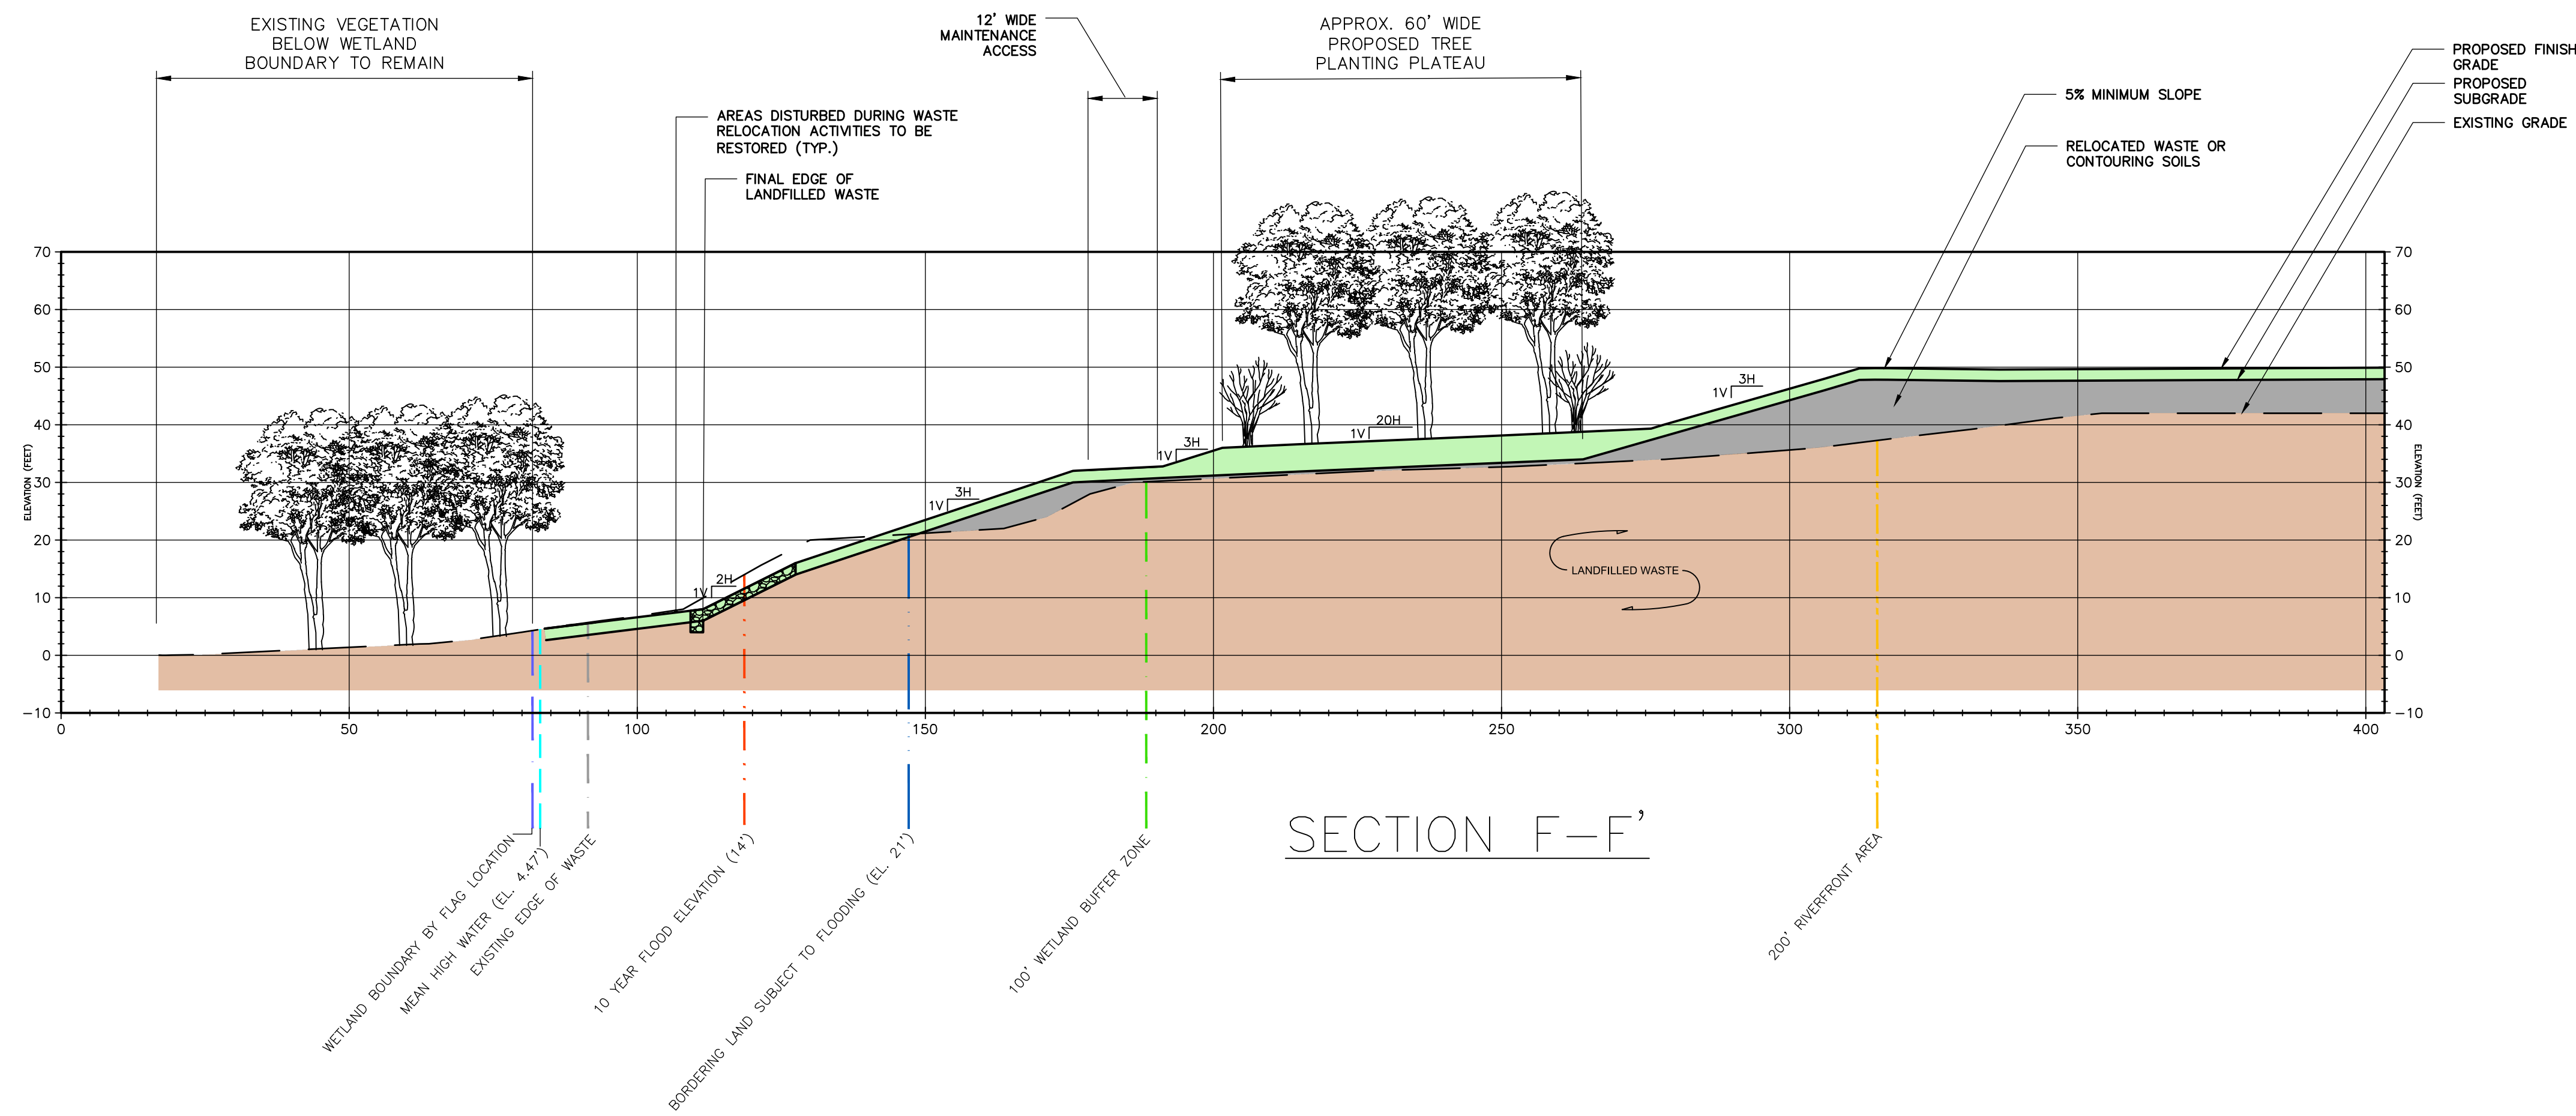 EXISTING VEGETATION
BELOW WETLAND
BOUNDARY TO REMAIN
12' WIDE
MAINTENANCE
ACCESS
APPROX. 60' WIDE
PROPOSED TREE
PLANTING PLATEAU
PROPOSED FINISH
GRADE
PROPOSED
SUBGRADE
EXISTING GRADE
5% MINIMUM SLOPE
RELOCATED WASTE OR
CONTOURING SOILS
AREAS DISTURBED DURING WASTE
RELOCATION ACTIVITIES TO BE
RESTORED (TYP.)
FINAL EDGE OF
LANDFILLED WASTE
70
60
50
40
30
20
10
0
-10
ELEVATION (FEET)
1V 2H
1V 3H
1V 3H
1V 20H
1V 3H
LANDFILLED WASTE
70
60
50
40
30
20
10
0
-10
ELEVATION (FEET)
0 50 100 150 200 250 300 350 400
WETLAND BOUNDARY BY FLAG LOCATION
MEAN HIGH WATER (EL. 4.47')
EXISTING EDGE OF WASTE
10 YEAR FLOOD ELEVATION (14')
BORDERING LAND SUBJECT TO FLOODING (EL. 21')
100' WETLAND BUFFER ZONE
200' RIVERFRONT AREA
SECTION F-F'